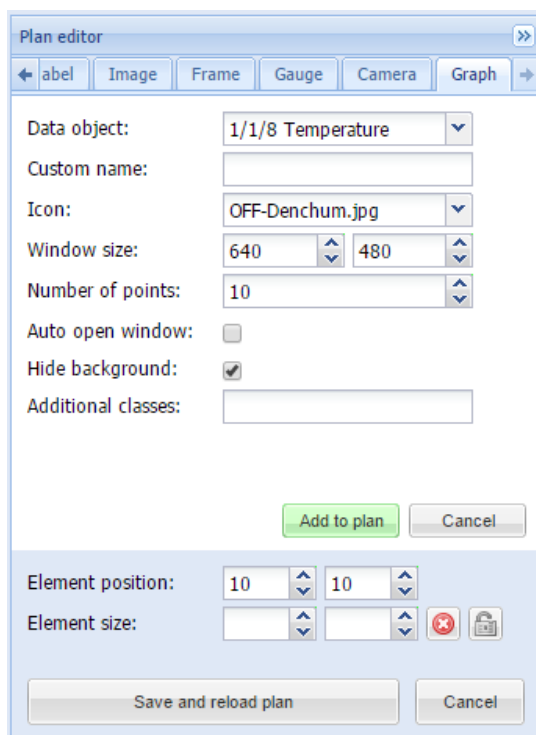 Plan editor
abel Image Frame Gauge Camera Graph
Data object: 1/1/8 Temperature
Custom name:
Icon: OFF-Denchum.jpg
Window size: 640 480
Number of points: 10
Auto open window:
Hide background:
Additional classes:
Add to plan Cancel
Element position: 10 10
Element size:
Save and reload plan Cancel